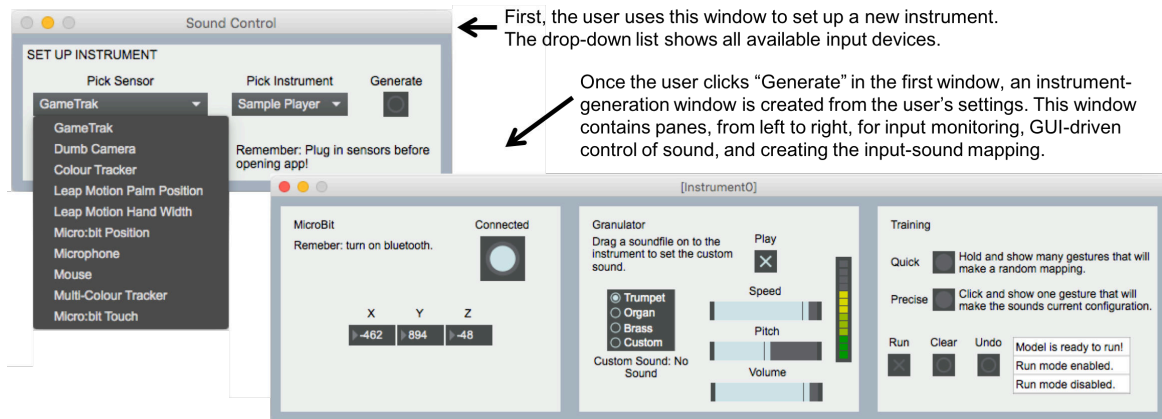 Sound Control
First, the user uses this window to set up a new instrument.
The drop-down list shows all available input devices.
SET UP INSTRUMENT
Pick Sensor
Pick Instrument
Generate
GameTrak
Sample Player
GameTrak
Dumb Camera
Colour Tracker
Leap Motion Palm Position
Leap Motion Hand Width
Micro:bit Position
Microphone
Mouse
Multi-Colour Tracker
Micro:bit Touch
Remember: Plug in sensors before
opening app!
Once the user clicks “Generate” in the first window, an instrument-
generation window is created from the user's settings. This window
contains panes, from left to right, for input monitoring, GUI-driven
control of sound, and creating the input-sound mapping.
[Instrument0]
MicroBit
Connected
Remeber: turn on bluetooth.
X Y Z
-462 894 -48
Granulator
Drag a soundfile on to the
instrument to set the custom
sound.
Play
Trumpet
Organ
Brass
Custom
Custom Sound: No
Sound
Speed
Pitch
Volume
Training
Quick
Hold and show many gestures that will
make a random mapping.
Precise
Click and show one gesture that will
make the sounds current configuration.
Run Clear Undo
Model is ready to run!
Run mode enabled.
Run mode disabled.